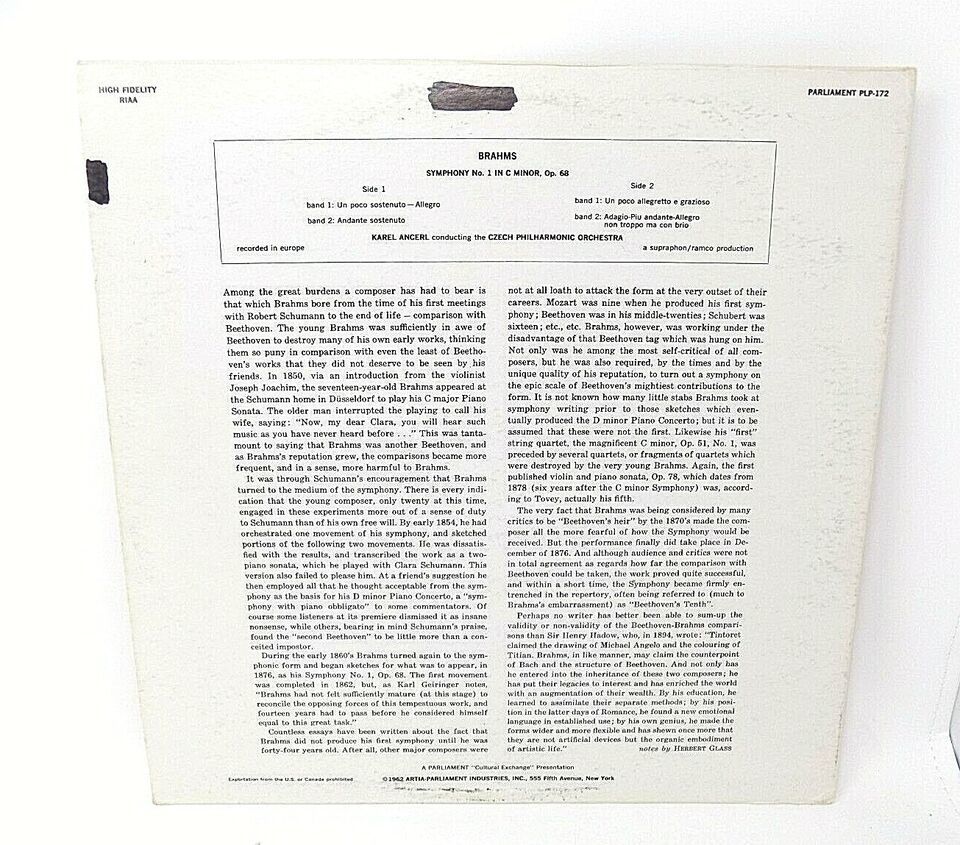 HIGH FIDELITY
RIAA
PARLIAMENT PLP-172
BRAHMS
SYMPHONY No. 1 IN C MINOR, Op. 68
Side 1
band 1: Un poco sostenuto—Allegro
band 2: Andante sostenuto
Side 2
band 1: Un poco allegretto e grazioso
band 2: Adagio-Piu andante-Allegro
non troppo ma con brio
KAREL ANCERL conducting the CZECH PHILHARMONIC ORCHESTRA
recorded in europe
a supraphon/ramco production
Among the great burdens a composer has had to bear is
that which Brahms bore from the time of his first meetings
with Robert Schumann to the end of life — comparison with
Beethoven. The young Brahms was sufficiently in awe of
Beethoven to destroy many of his own early works, thinking
them so puny in comparison with even the least of Beetho-
ven's works that they did not deserve to be seen by his
friends. In 1850, via an introduction from the violinist
Joseph Joachim, the seventeen-year-old Brahms appeared at
the Schumann home in Düsseldorf to play his C major Piano
Sonata. The older man interrupted the playing to call his
wife, saying: "Now, my dear Clara, you will hear such
music as you have never heard before . . ." This was tanta-
mount to saying that Brahms was another Beethoven, and
as Brahms's reputation grew, the comparisons became more
frequent, and in a sense, more harmful to Brahms.
It was through Schumann's encouragement that Brahms
turned to the medium of the symphony. There is every indi-
cation that the young composer, only twenty at this time,
engaged in these experiments more out of a sense of duty
to Schumann than of his own free will. By early 1854, he had
orchestrated one movement of his symphony, and sketched
portions of the following two movements. He was dissatis-
fied with the results, and transcribed the work as a two-
piano sonata, which he played with Clara Schumann. This
version also failed to please him. At a friend's suggestion he
then employed all that he thought acceptable from the sym-
phony as the basis for his D minor Piano Concerto, a "sym-
phony with piano obbligato" to some commentators. Of
course some listeners at its premiere dismissed it as insane
nonsense, while others, bearing in mind Schumann's praise,
found the "second Beethoven" to be little more than a con-
ceited impostor.
During the early 1860's Brahms turned again to the sym-
phonic form and began sketches for what was to appear, in
1876, as his Symphony No. 1, Op. 68. The first movement
was completed in 1862, but, as Karl Geiringer notes,
"Brahms had not felt sufficiently mature (at this stage) to
reconcile the opposing forces of this tempestuous work, and
fourteen years had to pass before he considered himself
equal to this great task."
Countless essays have been written about the fact that
Brahms did not produce his first symphony until he was
forty-four years old. After all, other major composers were
not at all loath to attack the form at the very outset of their
careers. Mozart was nine when he produced his first sym-
phony; Beethoven was in his middle-twenties; Schubert was
sixteen; etc., etc. Brahms, however, was working under the
disadvantage of that Beethoven tag which was hung on him.
Not only was he among the most self-critical of all com-
posers, but he was also required, by the times and by the
unique quality of his reputation, to turn out a symphony on
the epic scale of Beethoven's mightiest contributions to the
form. It is not known how many little stabs Brahms took at
symphony writing prior to those sketches which even-
tually produced the D minor Piano Concerto; but it is to be
assumed that these were not the first. Likewise his "first"
string quartet, the magnificent C minor, Op. 51, No. 1, was
preceded by several quartets, or fragments of quartets which
were destroyed by the very young Brahms. Again, the first
published violin and piano sonata, Op. 78, which dates from
1878 (six years after the C minor Symphony) was, accord-
ing to Tovey, actually his fifth.
The very fact that Brahms was being considered by many
critics to be "Beethoven's heir" by the 1870's made the com-
poser all the more fearful of how the Symphony would be
received. But the performance finally did take place in De-
cember of 1876. And although audience and critics were not
in total agreement as regards how far the comparison with
Beethoven could be taken, the work proved quite successful,
and within a short time, the Symphony became firmly en-
trenched in the repertory, often being referred to (much to
Brahms's embarrassment) as "Beethoven's Tenth".
Perhaps no writer has better been able to sum-up the
validity or non-validity of the Beethoven-Brahms compari-
sons than Sir Henry Hadow, who, in 1894, wrote: "Tintoret
claimed the drawing of Michael Angelo and the colouring of
Titian. Brahms, in like manner, may claim the counterpoint
of Bach and the structure of Beethoven. And not only has
he entered into the inheritance of these two composers; he
has put their legacies to interest and has enriched the world
with an augmentation of their wealth. By his education, he
learned to assimilate their separate methods; by his posi-
tion in the latter days of Romance, he found a new emotional
language in established use; by his own genius, he made the
forms wider and more flexible and has shown once more that
they are not artificial devices but the organic embodiment
of artistic life." notes by HERBERT GLASS
A PARLIAMENT "Cultural Exchange" Presentation
Exportation from the U.S. or Canada prohibited
©1962 ARTIA-PARLIAMENT INDUSTRIES, INC., 555 Fifth Avenue, New York